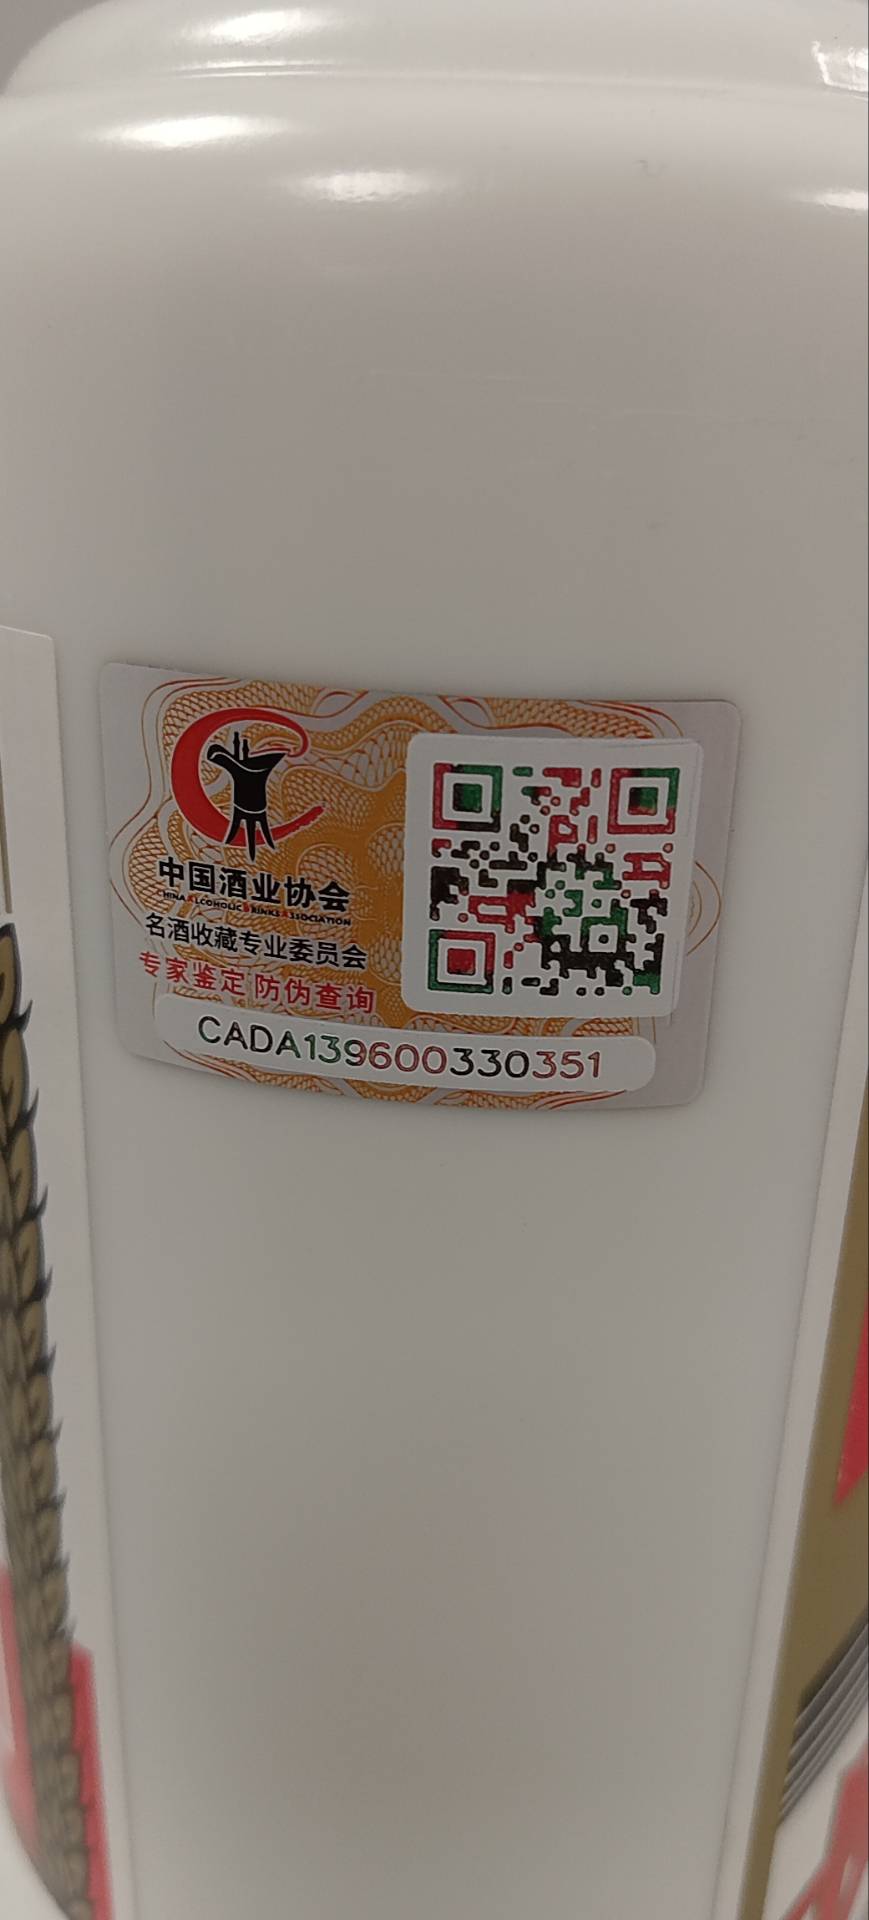 中国酒业协会
HINA ALCOHOLIC DRINKS ASSOCIATION
名酒收藏专业委员会
专家鉴定 防伪查询
CADA139600330351